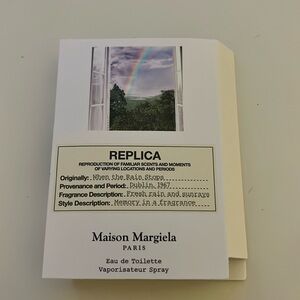 REPLICA
REPRODUCTION OF FAMILIAR SCENTS AND MOMENTS
OF VARYING LOCATIONS AND PERIODS
Originally: When the Rain Stops
Provenance and Period: Dublin, 1967
Fragrance Description: Fresh rain and sunrays
Style Description: Memory in a fragrance
Maison Margiela
PARIS
Eau de Toilette
Vaporisateur Spray